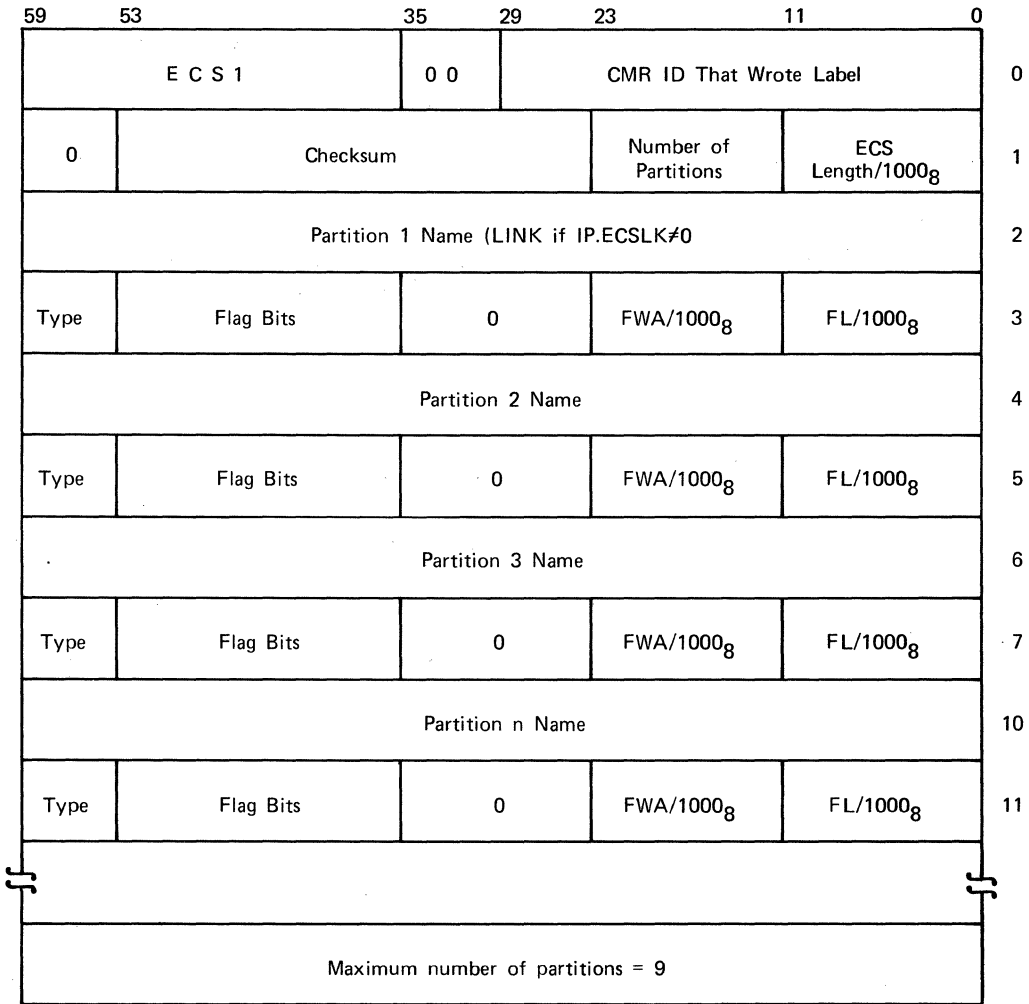 59 53 35 29 23 11 0
E C S 1 0 0 CMR ID That Wrote Label 0
0 Checksum Number of Partitions ECS Length/1000₈ 1
Partition 1 Name (LINK if IP.ECSLK≠0 2
Type Flag Bits 0 FWA/1000₈ FL/1000₈ 3
Partition 2 Name 4
Type Flag Bits 0 FWA/1000₈ FL/1000₈ 5
Partition 3 Name 6
Type Flag Bits 0 FWA/1000₈ FL/1000₈ 7
Partition n Name 10
Type Flag Bits 0 FWA/1000₈ FL/1000₈ 11
Maximum number of partitions = 9